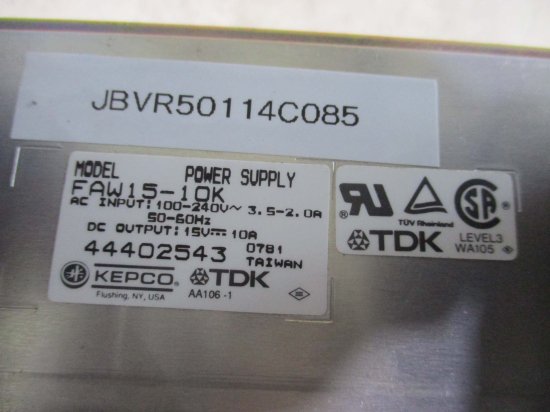 JBVR50114C085
MODEL POWER SUPPLY
FAW15-10K
AC INPUT: 100-240V~ 3.5-2.0A
50-60Hz
DC OUTPUT: 15V⎓ 10A
44402543 0781
TAIWAN
KEPCO ® TDK
Flushing, NY, USA AA106-1
TÜV Rheinland
TDK
LEVEL3
WA105